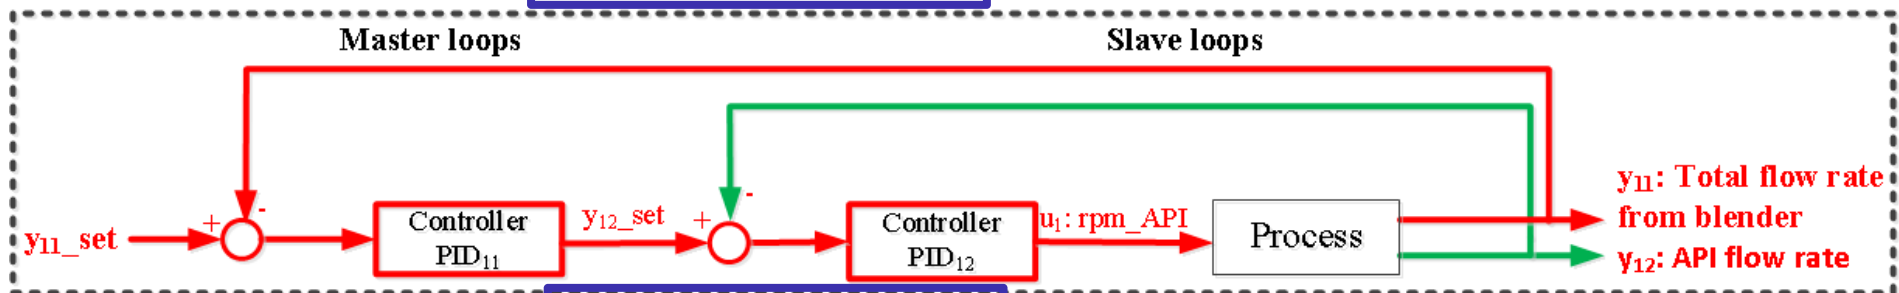 Master loops
Slave loops
y₁₁_set
+
-
Controller
PID₁₁
y₁₂_set
+
-
Controller
PID₁₂
u₁: rpm_API
Process
y₁₁: Total flow rate
from blender
y₁₂: API flow rate